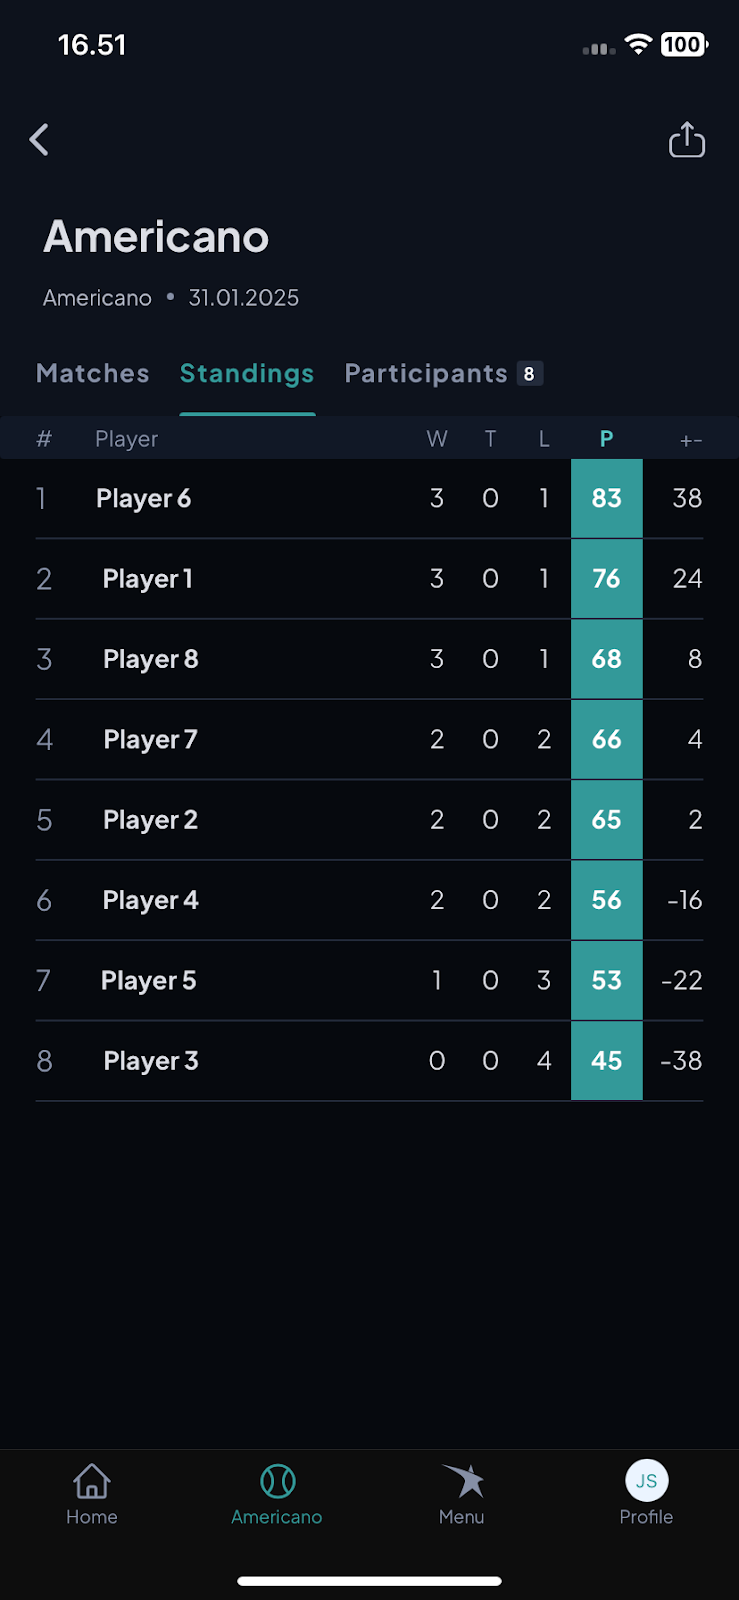 16.51
100
Americano
Americano • 31.01.2025
Matches Standings Participants 8
# Player W T L P +-
1 Player 6 3 0 1 83 38
2 Player 1 3 0 1 76 24
3 Player 8 3 0 1 68 8
4 Player 7 2 0 2 66 4
5 Player 2 2 0 2 65 2
6 Player 4 2 0 2 56 -16
7 Player 5 1 0 3 53 -22
8 Player 3 0 0 4 45 -38
JS
Home Americano Menu Profile